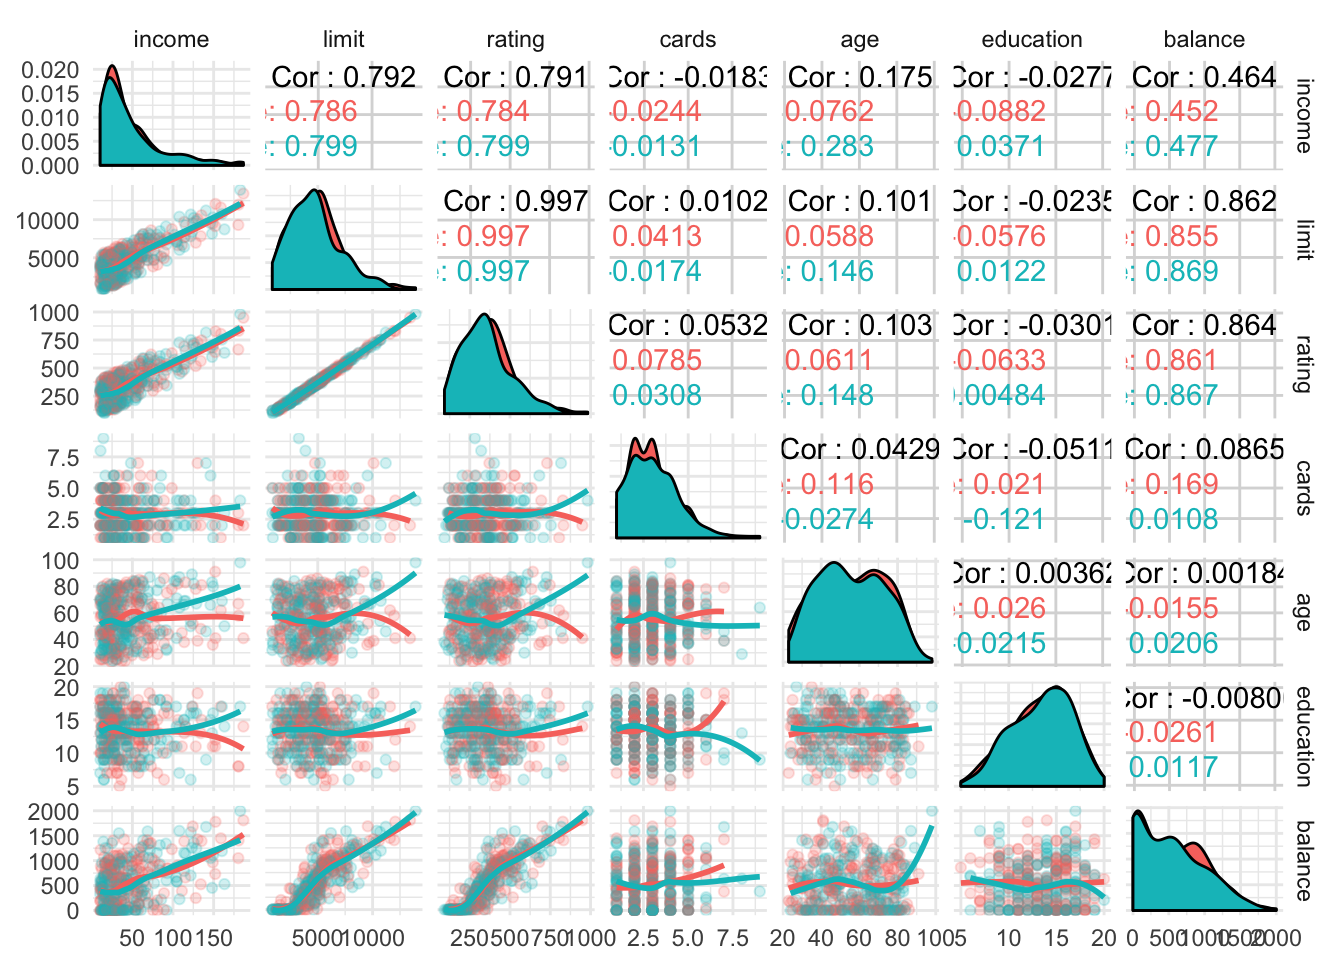 income limit rating cards age education balance
0.020
0.015
0.010
0.005
0.000
Cor : 0.792
: 0.786
: 0.799
Cor : 0.791
: 0.784
: 0.799
Cor : -0.0183
-0.0244
-0.0131
Cor : 0.175
0.0762
: 0.283
Cor : -0.0277
-0.0882
0.0371
Cor : 0.464
: 0.452
: 0.477
income
10000
5000
Cor : 0.997
: 0.997
: 0.997
Cor : 0.0102
0.0413
-0.0174
Cor : 0.101
0.0588
: 0.146
Cor : -0.0235
-0.0576
0.0122
Cor : 0.862
: 0.855
: 0.869
limit
1000
750
500
250
Cor : 0.0532
0.0785
0.0308
Cor : 0.103
0.0611
: 0.148
Cor : -0.0301
-0.0633
.00484
Cor : 0.864
: 0.861
: 0.867
rating
7.5
5.0
2.5
Cor : 0.0429
: 0.116
-0.0274
Cor : -0.0511
: 0.021
-0.121
Cor : 0.0865
: 0.169
0.0108
cards
100
80
60
40
20
Cor : 0.00362
: 0.026
-0.0215
Cor : 0.00184
-0.0155
0.0206
age
20
15
10
5
Cor : -0.0080
-0.0261
0.0117
education
2000
1500
1000
500
0
balance
50 100 150 5000 10000 250 500 750 1000 2.5 5.0 7.5 20 40 60 80 100 5 10 15 20 0 500 1000 1500 2000